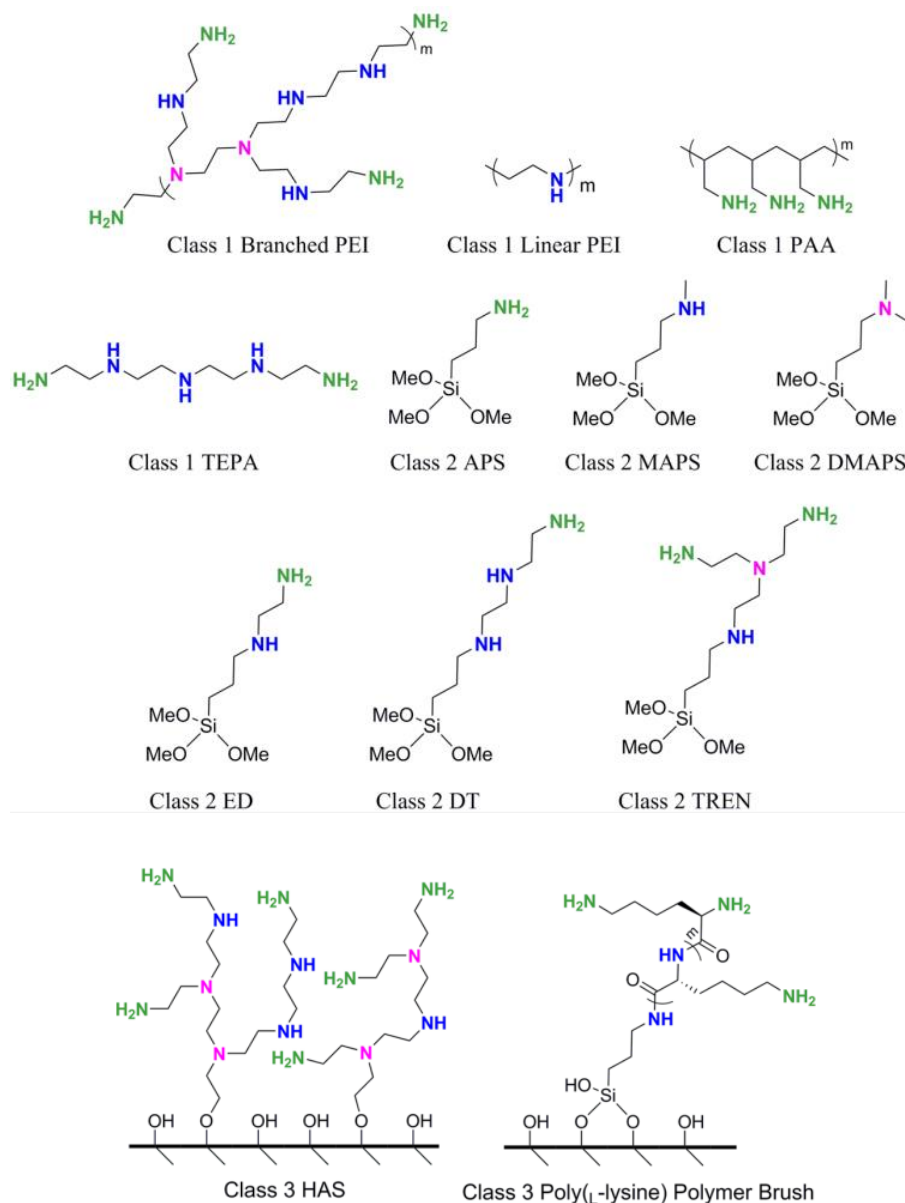 NH₂
NH₂
m
HN
HN
NH
N
N
H₂N
HN
NH₂
N
H
m
m
NH₂ NH₂ NH₂
Class 1 Branched PEI
Class 1 Linear PEI
Class 1 PAA
H₂N
H
N
N
H
H
N
NH₂
NH₂
MeO
Si
MeO
OMe
NH
MeO
Si
MeO
OMe
N
MeO
Si
MeO
OMe
Class 1 TEPA
Class 2 APS
Class 2 MAPS
Class 2 DMAPS
NH₂
NH
MeO
Si
MeO
OMe
NH₂
HN
NH
MeO
Si
MeO
OMe
NH₂
H₂N
N
NH
MeO
Si
MeO
OMe
Class 2 ED
Class 2 DT
Class 2 TREN
H₂N
NH
H₂N
N
N
NH
NH
H₂N
NH₂
N
H₂N
NH
N
H₂N
OH O OH OH O OH
H₂N
NH₂
m
O
HN
O
NH
NH₂
HO
Si
OH O O OH
Class 3 HAS
Class 3 Poly(L-lysine) Polymer Brush